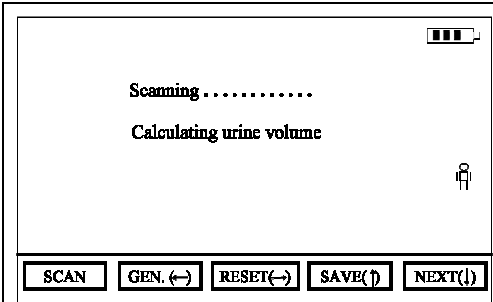 Scanning . . . . . . . . . . . .
Calculating urine volume
SCAN GEN. (←) RESET(→) SAVE(↑) NEXT(↓)